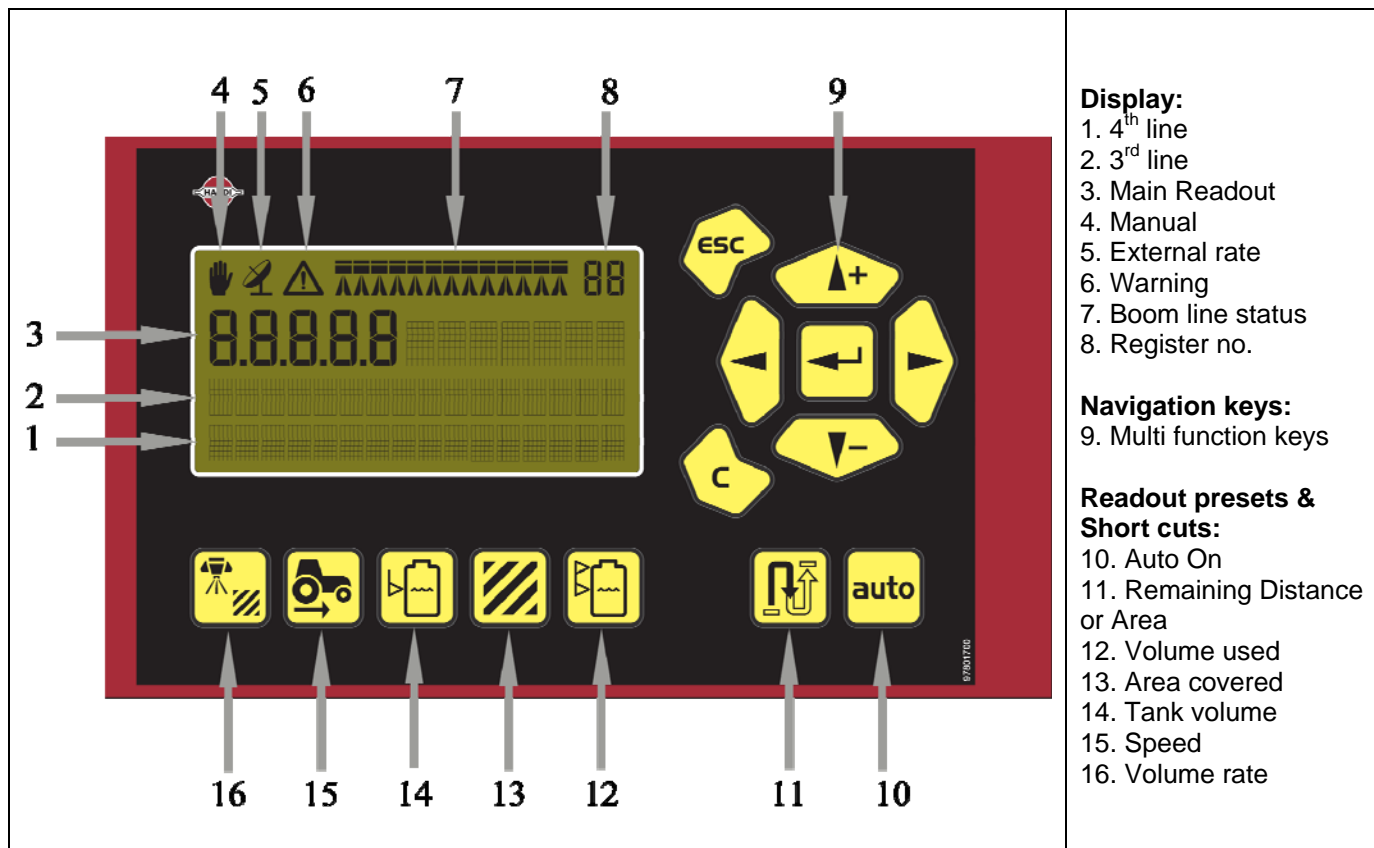 4 5 6 7 8 9
HARDI
ESC
88
+
3
8.8.8.8.8
2
1
−
C
auto
97801700
16 15 14 13 12 11 10
Display:
1. 4th line
2. 3rd line
3. Main Readout
4. Manual
5. External rate
6. Warning
7. Boom line status
8. Register no.
Navigation keys:
9. Multi function keys
Readout presets &
Short cuts:
10. Auto On
11. Remaining Distance
or Area
12. Volume used
13. Area covered
14. Tank volume
15. Speed
16. Volume rate